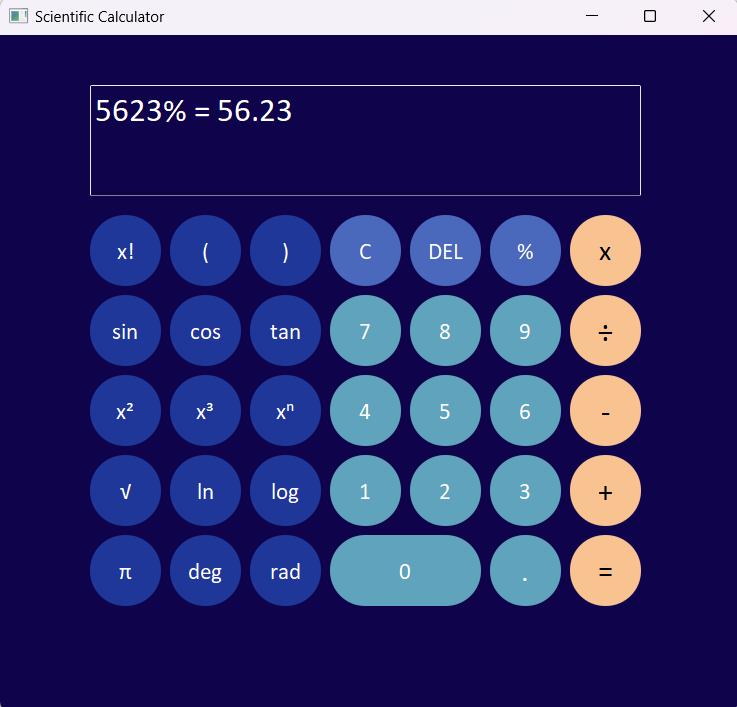 Scientific Calculator
5623% = 56.23
x! ( ) C DEL % x
sin cos tan 7 8 9 ÷
x² x³ xⁿ 4 5 6 -
√ ln log 1 2 3 +
π deg rad 0 . =